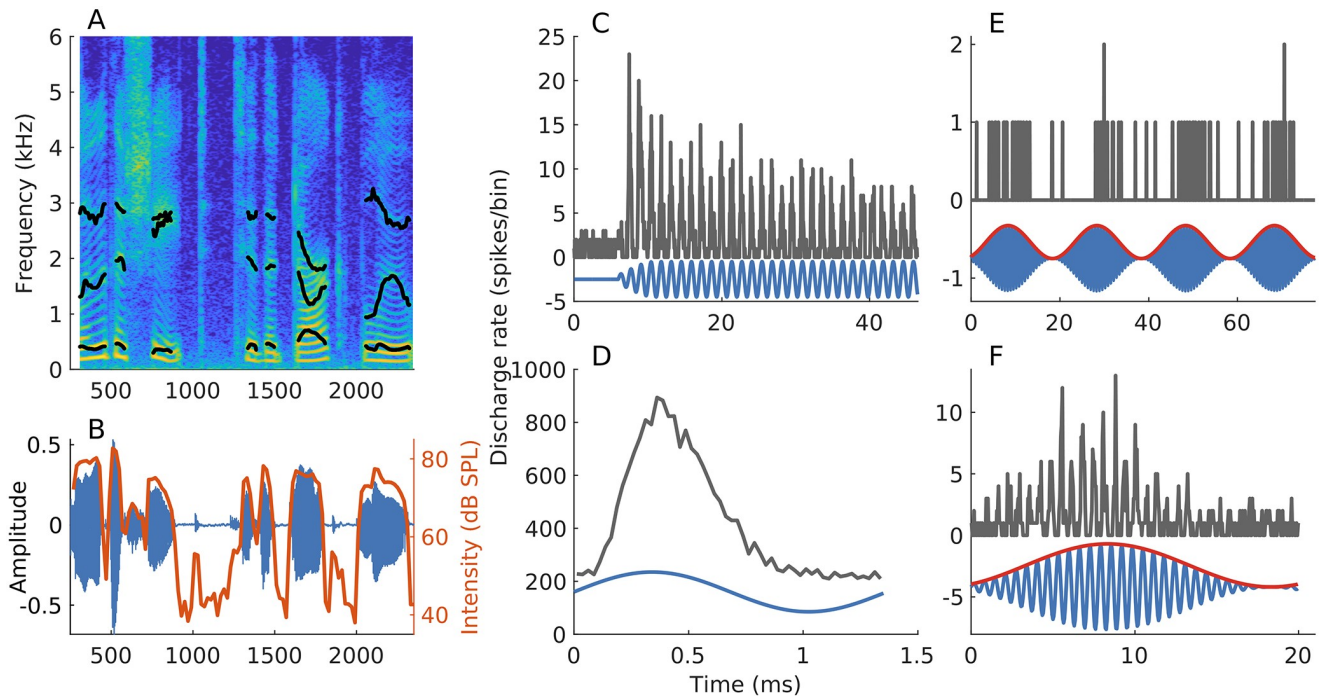 A
6
5
4
3
2
1
0
Frequency (kHz)
500 1000 1500 2000
B
0.5
0
-0.5
Amplitude
80
60
40
Intensity (dB SPL)
500 1000 1500 2000
C
25
20
15
10
5
0
-5
0 20 40
Discharge rate (spikes/bin)
D
1000
800
600
400
200
0
0 0.5 1 1.5
Time (ms)
E
2
1
0
-1
0 20 40 60
F
10
5
0
-5
0 10 20